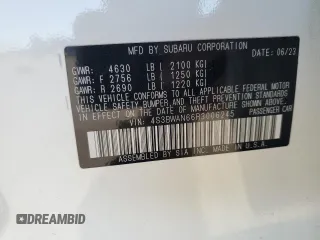 MFD BY SUBARU CORPORATION DATE: 06/23
GVWR: 4630 LB ( 2100 KG)
GAWR: F 2756 LB ( 1250 KG)
GAWR: R 2690 LB ( 1220 KG)
THIS VEHICLE CONFORMS TO ALL APPLICABLE FEDERAL MOTOR
VEHICLE SAFETY, BUMPER, AND THEFT PREVENTION STANDARDS
IN EFFECT ON THE DATE OF MANUFACTURE SHOWN ABOVE.
VIN: 4S3BWAN66R3006245 PASSENGER CAR
ASSEMBLED BY SIA INC. MADE IN U.S.A.
DREAMBID